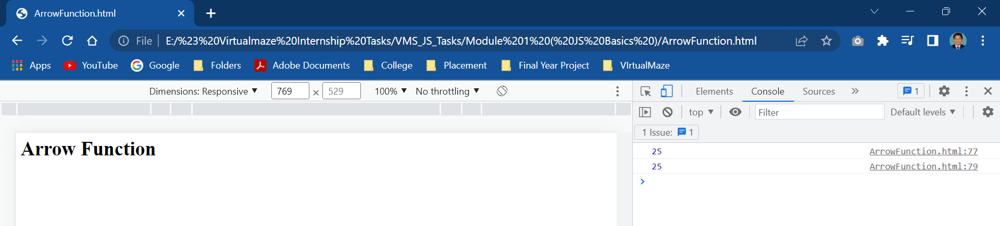 ArrowFunction.html
File E:/%23%20Virtualmaze%20Internship%20Tasks/VMS_JS_Tasks/Module%201%20(%20JS%20Basics%20)/ArrowFunction.html
Apps YouTube Google Folders Adobe Documents College Placement Final Year Project VIrtualMaze
Dimensions: Responsive ▼ 769 × 529 100% ▼ No throttling ▼
Elements Console Sources » 1
top ▼ Filter Default levels ▼
1 Issue: 1
Arrow Function
25 ArrowFunction.html:77
25 ArrowFunction.html:79